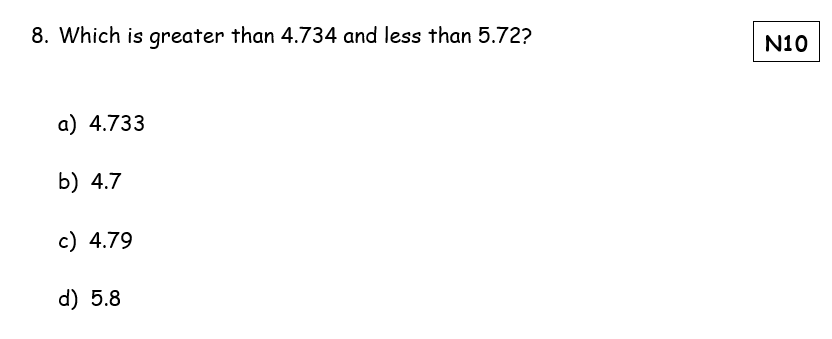 8. Which is greater than 4.734 and less than 5.72?
N10
a) 4.733
b) 4.7
c) 4.79
d) 5.8